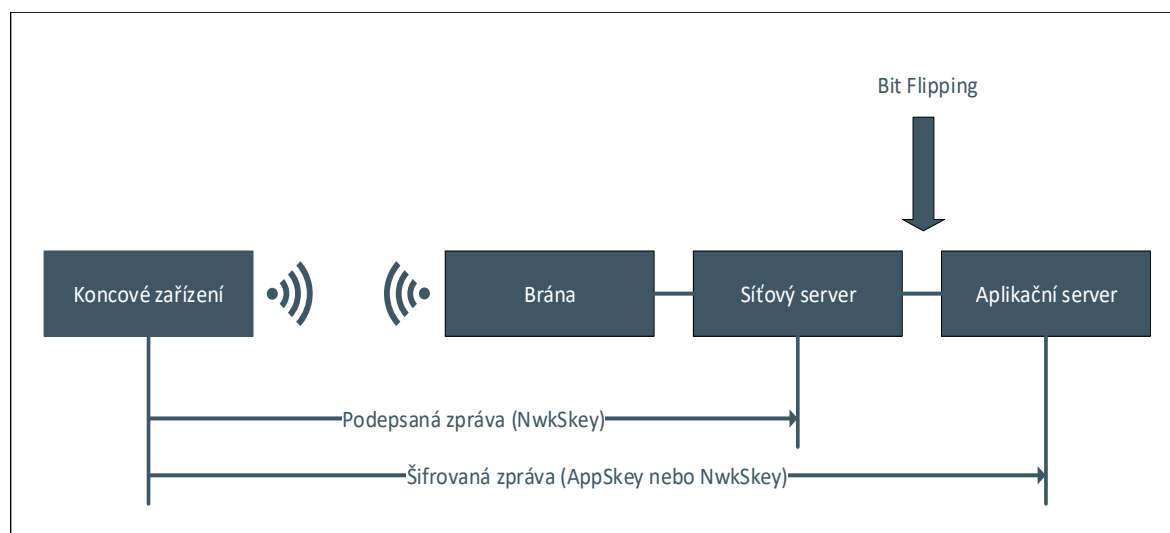 Bit Flipping
Koncové zařízení
Brána
Síťový server
Aplikační server
Podepsaná zpráva (NwkSkey)
Šifrovaná zpráva (AppSkey nebo NwkSkey)